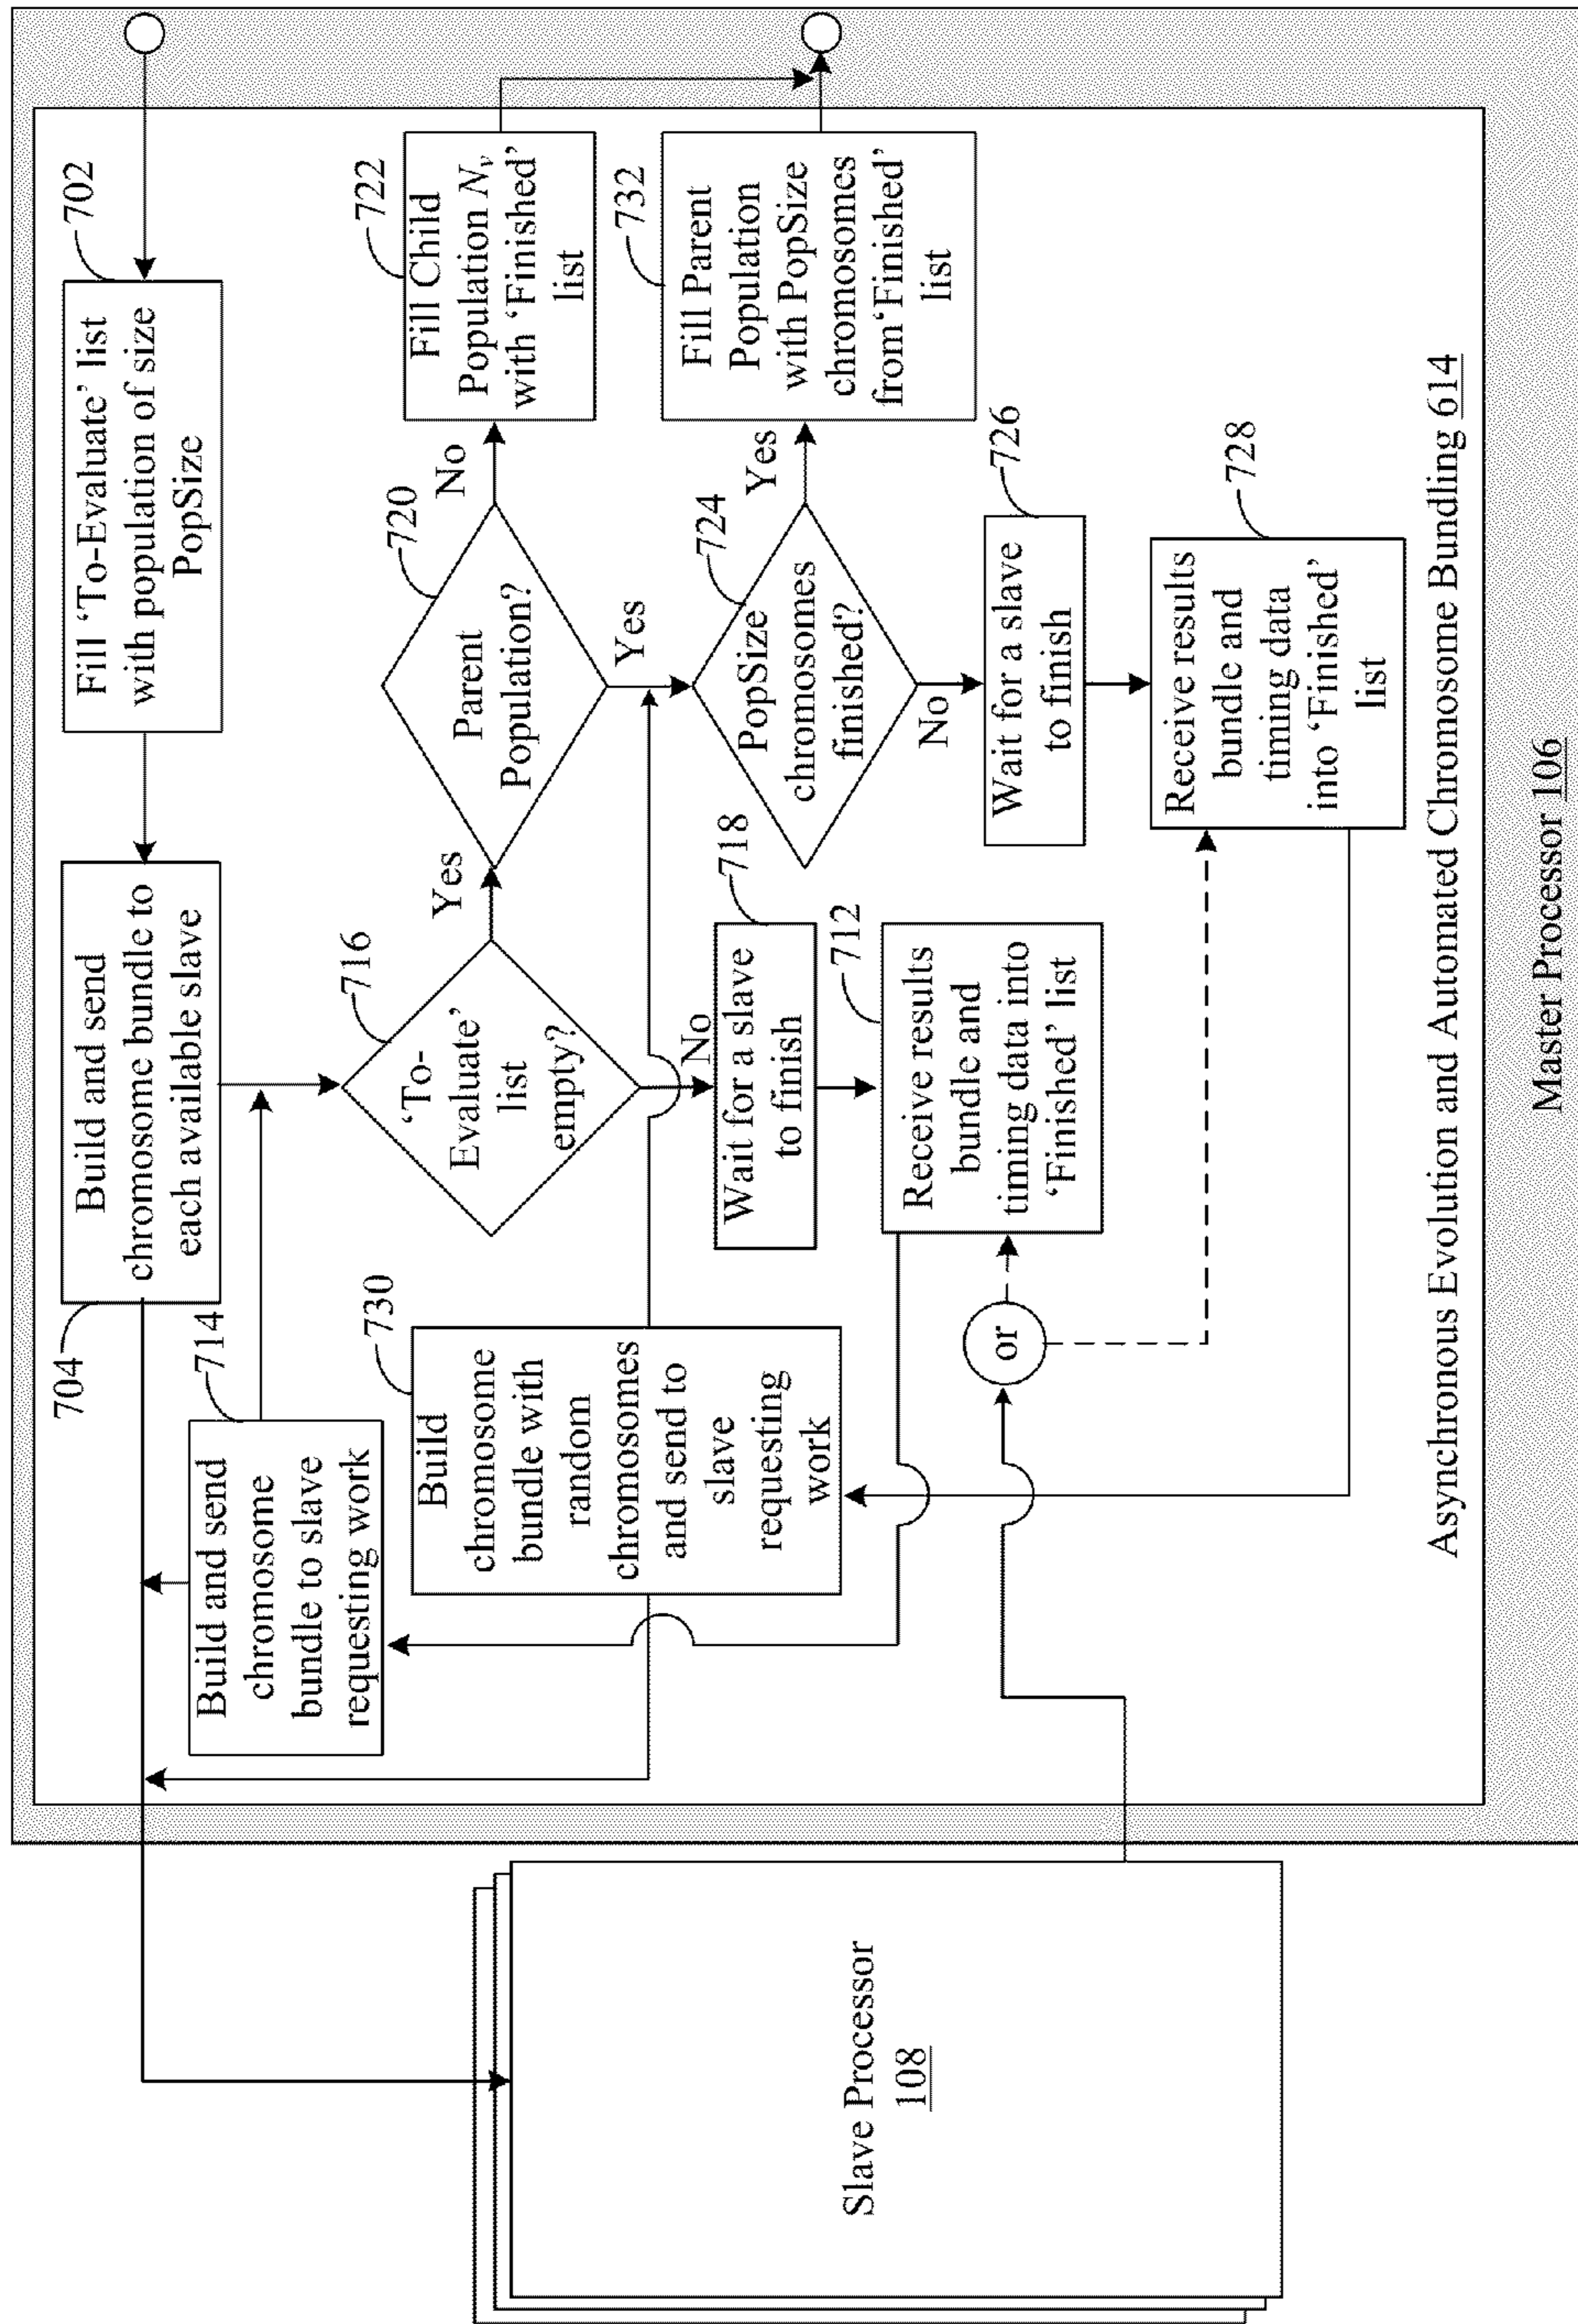 702
Fill ‘To-Evaluate’ list
with population of size
PopSize
704
Build and send
chromosome bundle to
each available slave
714
Build and send
chromosome
bundle to slave
requesting work
716
‘To-
Evaluate’
list
empty?
Yes
No
720
Parent
Population?
No
Yes
722
Fill Child
Population Nᵥ
with ‘Finished’
list
724
PopSize
chromosomes
finished?
Yes
No
732
Fill Parent
Population
with PopSize
chromosomes
from‘Finished’
list
718
Wait for a slave
to finish
712
Receive results
bundle and
timing data into
‘Finished’ list
726
Wait for a slave
to finish
728
Receive results
bundle and
timing data
into ‘Finished’
list
730
Build
chromosome
bundle with
random
chromosomes
and send to
slave
requesting
work
or
Slave Processor
108
Asynchronous Evolution and Automated Chromosome Bundling 614
Master Processor 106